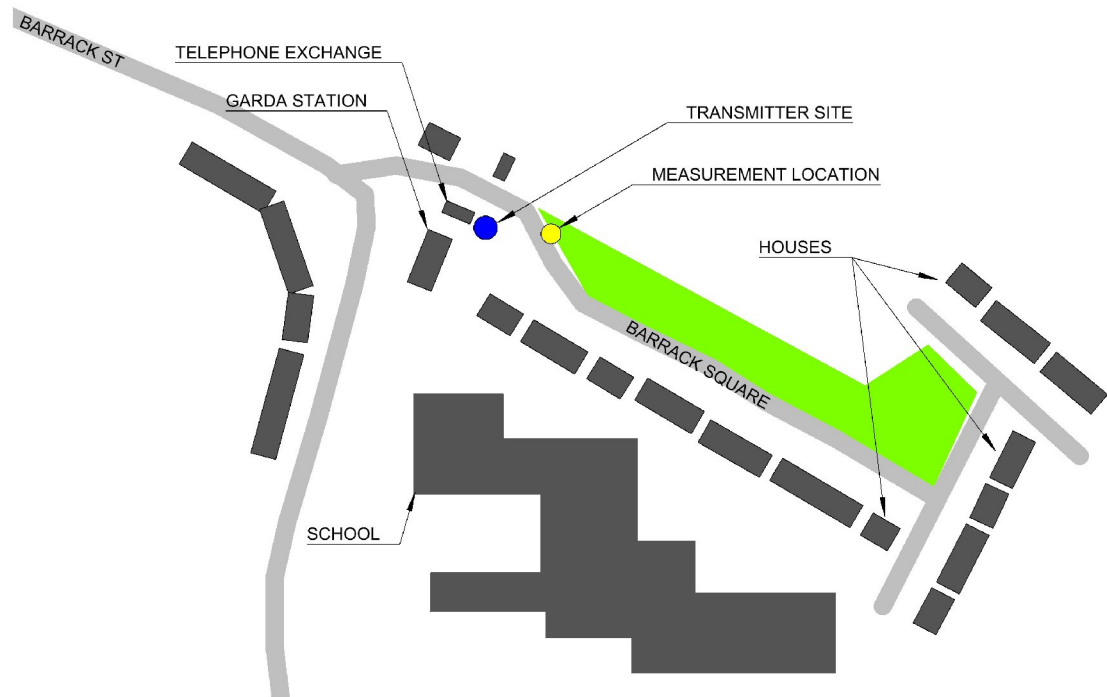 BARRACK ST
TELEPHONE EXCHANGE
GARDA STATION
TRANSMITTER SITE
MEASUREMENT LOCATION
HOUSES
BARRACK SQUARE
SCHOOL